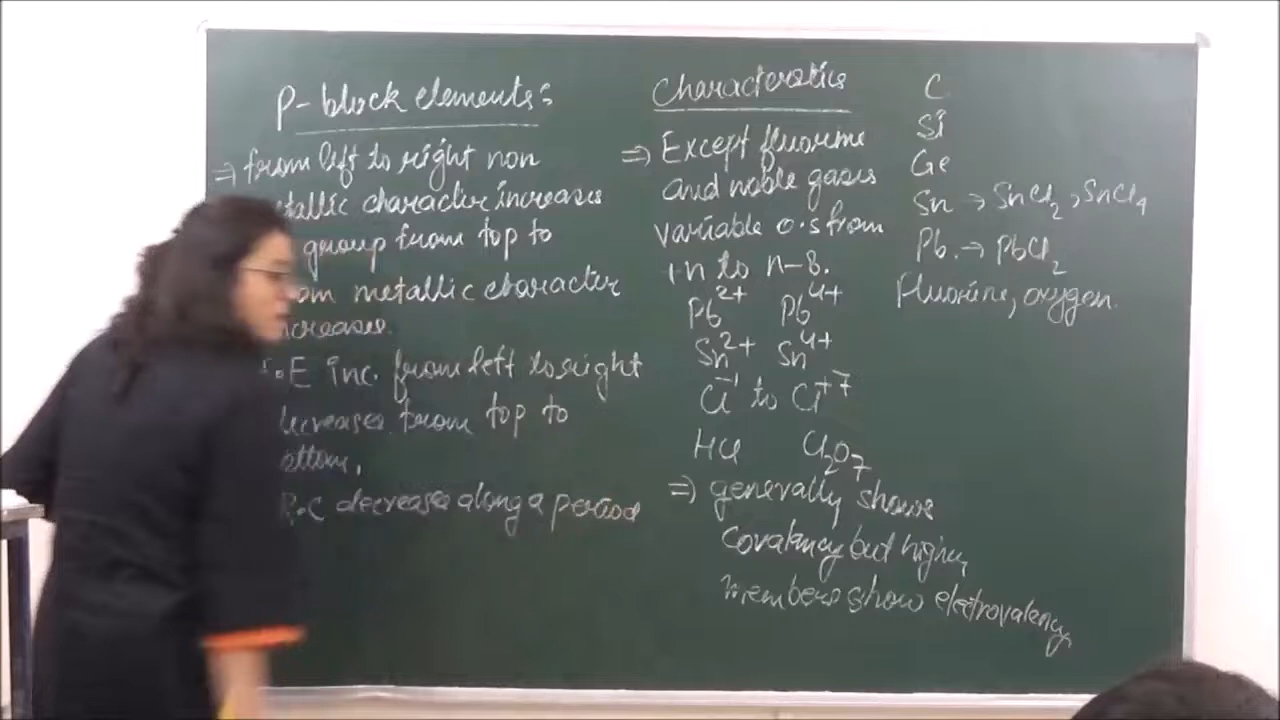 P-block elements:
⇒ from left to right non
tallic character increases
group from top to
om metallic character
ncreases.
.E inc. from left to right
decreases from top to
ottom,
R.C decreases along a period
Characteristics
⇒ Except fluorine
and noble gases
variable o.s from
+n to n-8.
Pb2+ Pb4+
Sn2+ Sn4+
Cl-1 to Cl+7
HCl Cl2O7
⇒ generally shows
Covalency but higher
members show electrovalency
C
Si
Ge
Sn → SnCl2, SnCl4
Pb. → PbCl2
Fluorine, oxygen.